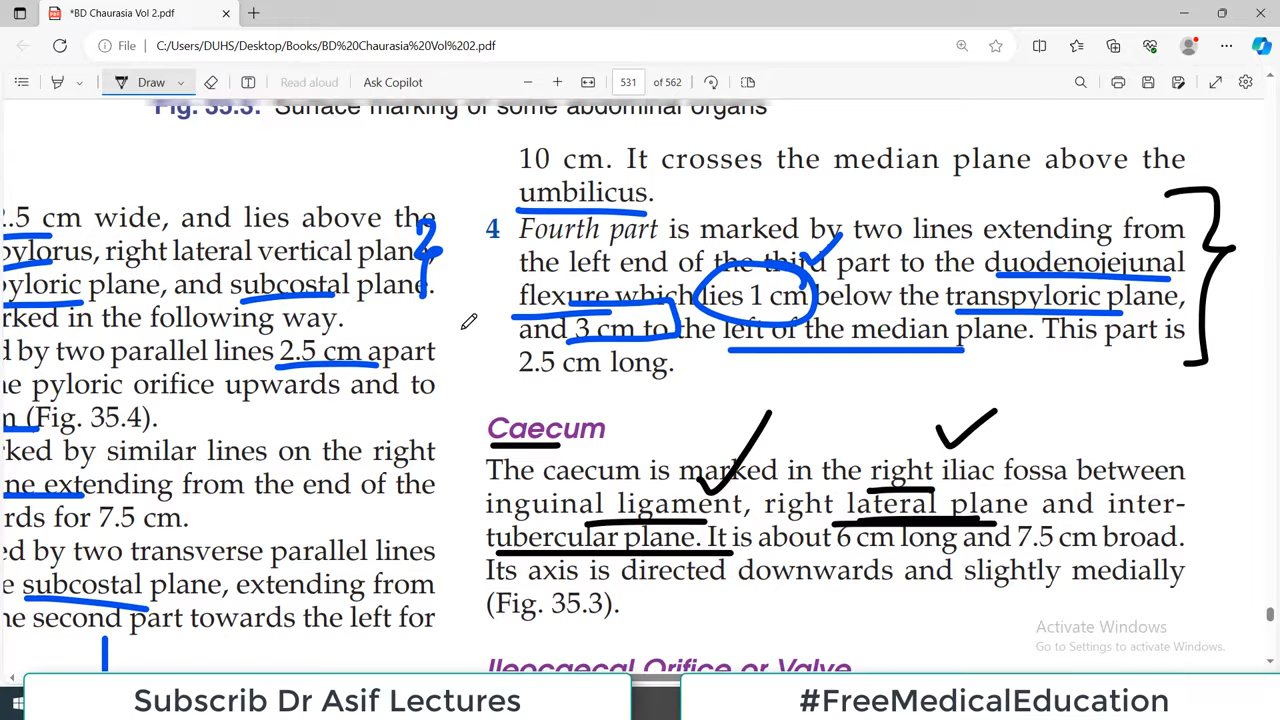 *BD Chaurasia Vol 2.pdf
File C:/Users/DUHS/Desktop/Books/BD%20Chaurasia%20Vol%202.pdf
Draw Read aloud Ask Copilot 531 of 562
Fig. 35.3: Surface marking of some abdominal organs
2.5 cm wide, and lies above the
pylorus, right lateral vertical plane,
pyloric plane, and subcostal plane.
rked in the following way.
d by two parallel lines 2.5 cm apart
he pyloric orifice upwards and to
m (Fig. 35.4).
ked by similar lines on the right
ne extending from the end of the
rds for 7.5 cm.
ed by two transverse parallel lines
e subcostal plane, extending from
he second part towards the left for
10 cm. It crosses the median plane above the
umbilicus.
4 Fourth part is marked by two lines extending from
the left end of the third part to the duodenojejunal
flexure which lies 1 cm below the transpyloric plane,
and 3 cm to the left of the median plane. This part is
2.5 cm long.
Caecum
The caecum is marked in the right iliac fossa between
inguinal ligament, right lateral plane and inter-
tubercular plane. It is about 6 cm long and 7.5 cm broad.
Its axis is directed downwards and slightly medially
(Fig. 35.3).
Ileocaecal Orifice or Valve
Activate Windows
Go to Settings to activate Windows.
Subscrib Dr Asif Lectures
#FreeMedicalEducation